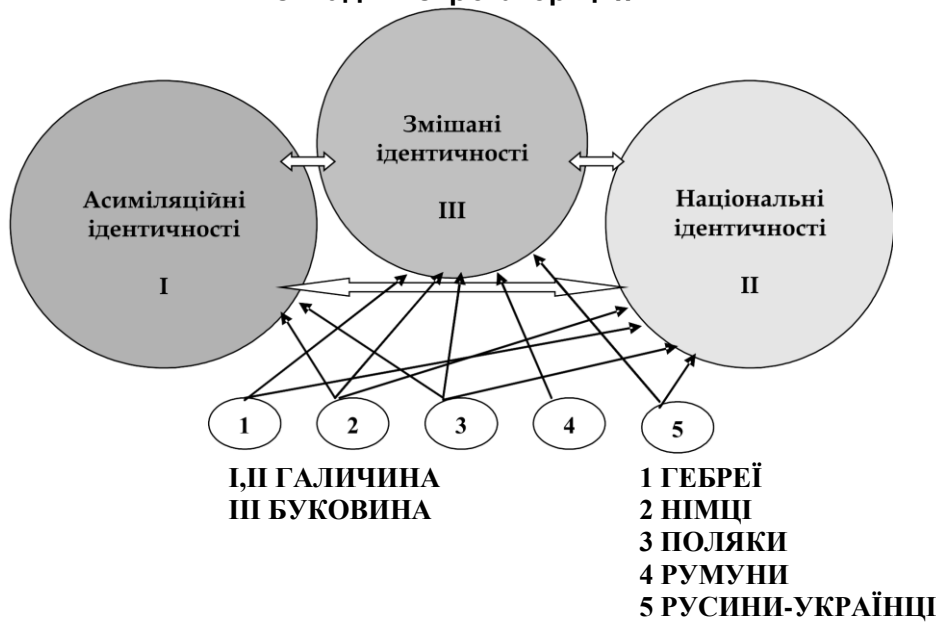 Змішані
ідентичності
III
Асиміляційні
ідентичності
I
Національні
ідентичності
II
1
2
3
4
5
I,II ГАЛИЧИНА
III БУКОВИНА
1 ГЕБРЕЇ
2 НІМЦІ
3 ПОЛЯКИ
4 РУМУНИ
5 РУСИНИ-УКРАЇНЦІ